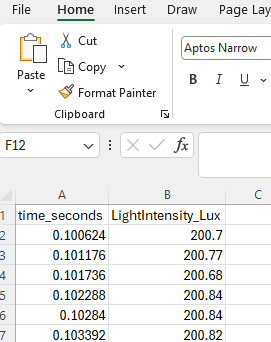 File Home Insert Draw Page Lay
Cut
Copy
Format Painter
Paste
Clipboard
Aptos Narrow
B I U
F12 fx
A B C
1 time_seconds LightIntensity_Lux
2 0.100624 200.7
3 0.101176 200.77
4 0.101736 200.68
5 0.102288 200.84
6 0.10284 200.84
7 0.103392 200.82